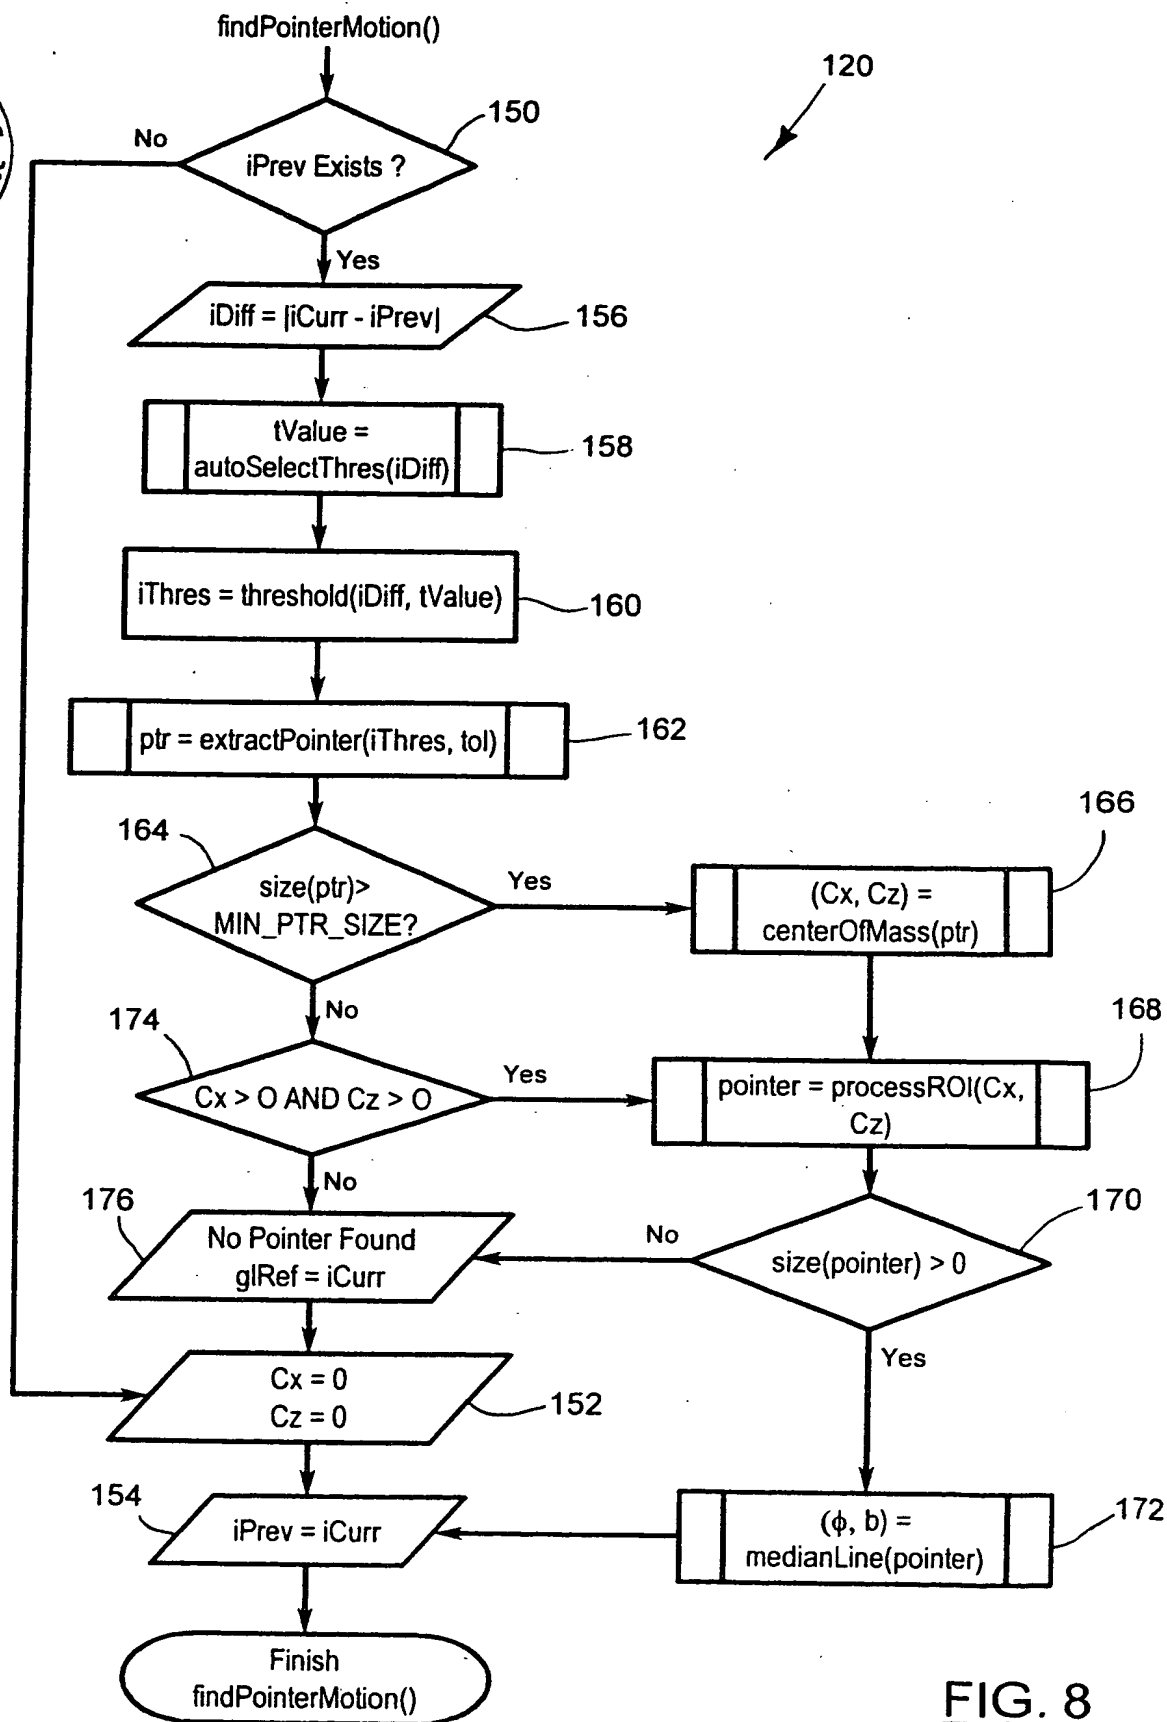 findPointerMotion()
120
150
No
iPrev Exists ?
Yes
iDiff = |iCurr - iPrev|
156
tValue =
autoSelectThres(iDiff)
158
iThres = threshold(iDiff, tValue)
160
ptr = extractPointer(iThres, tol)
162
164
size(ptr)>
MIN_PTR_SIZE?
Yes
166
(Cx, Cz) =
centerOfMass(ptr)
No
174
Cx > O AND Cz > O
Yes
168
pointer = processROI(Cx,
Cz)
No
176
No Pointer Found
glRef = iCurr
No
170
size(pointer) > 0
Yes
Cx = 0
Cz = 0
152
154
iPrev = iCurr
(ϕ, b) =
medianLine(pointer)
172
Finish
findPointerMotion()
FIG. 8